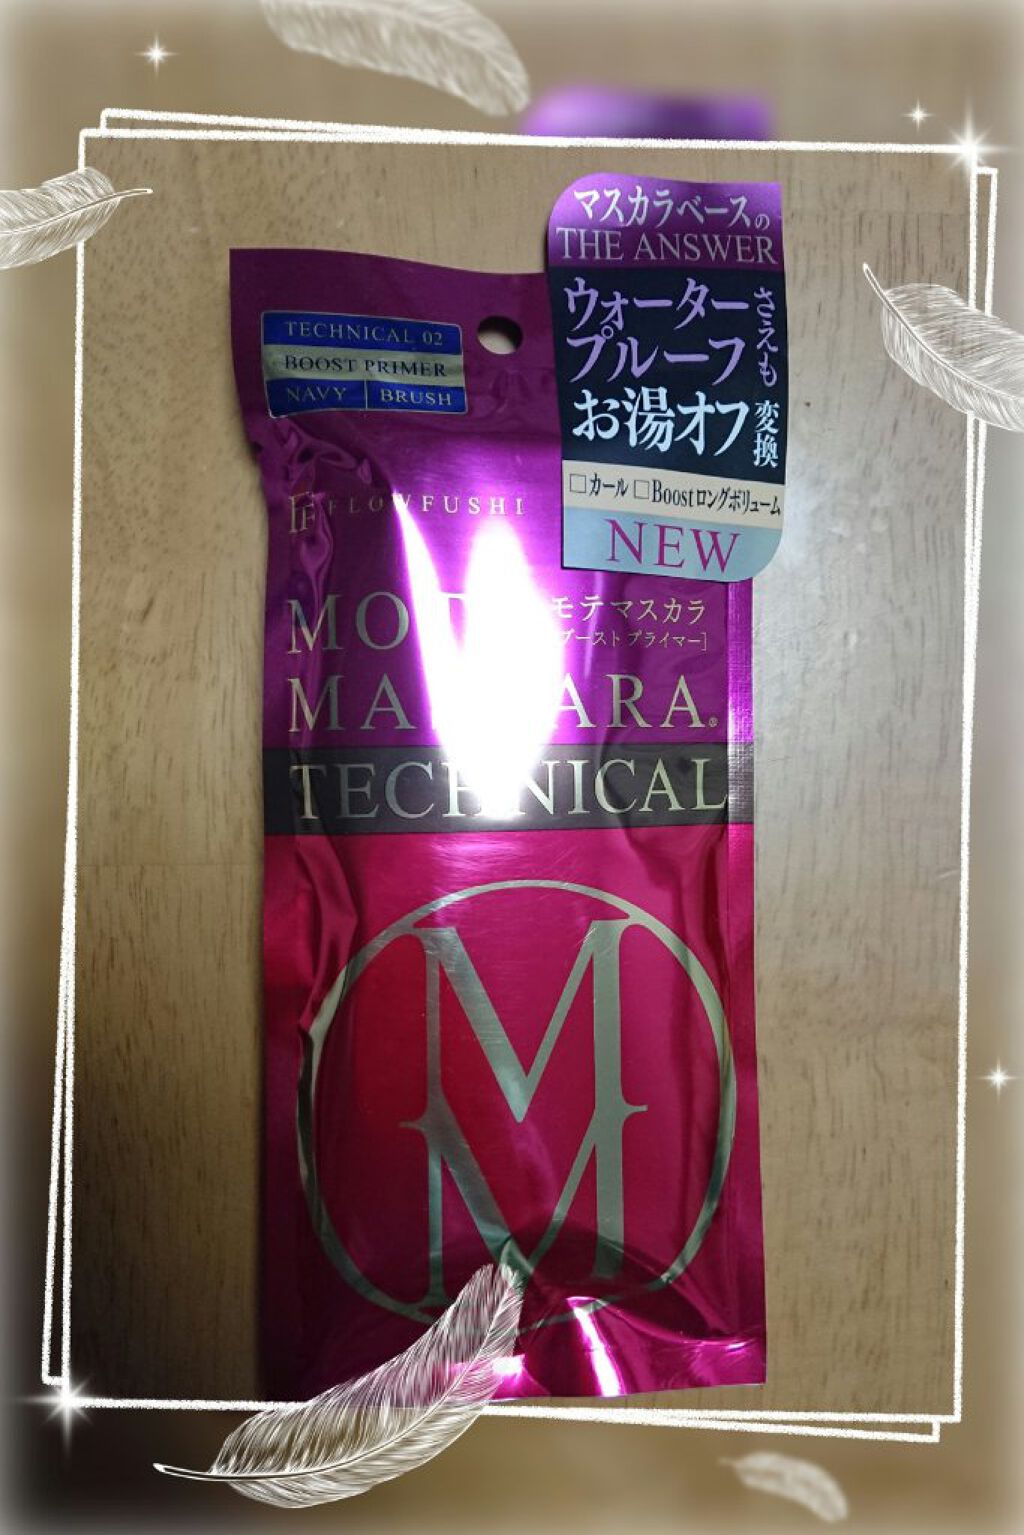 マスカラベースの
THE ANSWER
ウォーター
プルーフ
さえも
お湯オフ
変換
□カール □Boostロングボリューム
NEW
TECHNICAL 02
BOOST PRIMER
NAVY BRUSH
FLOWFUSHI
モテマスカラ
ブースト プライマー]
TECHNICAL
M